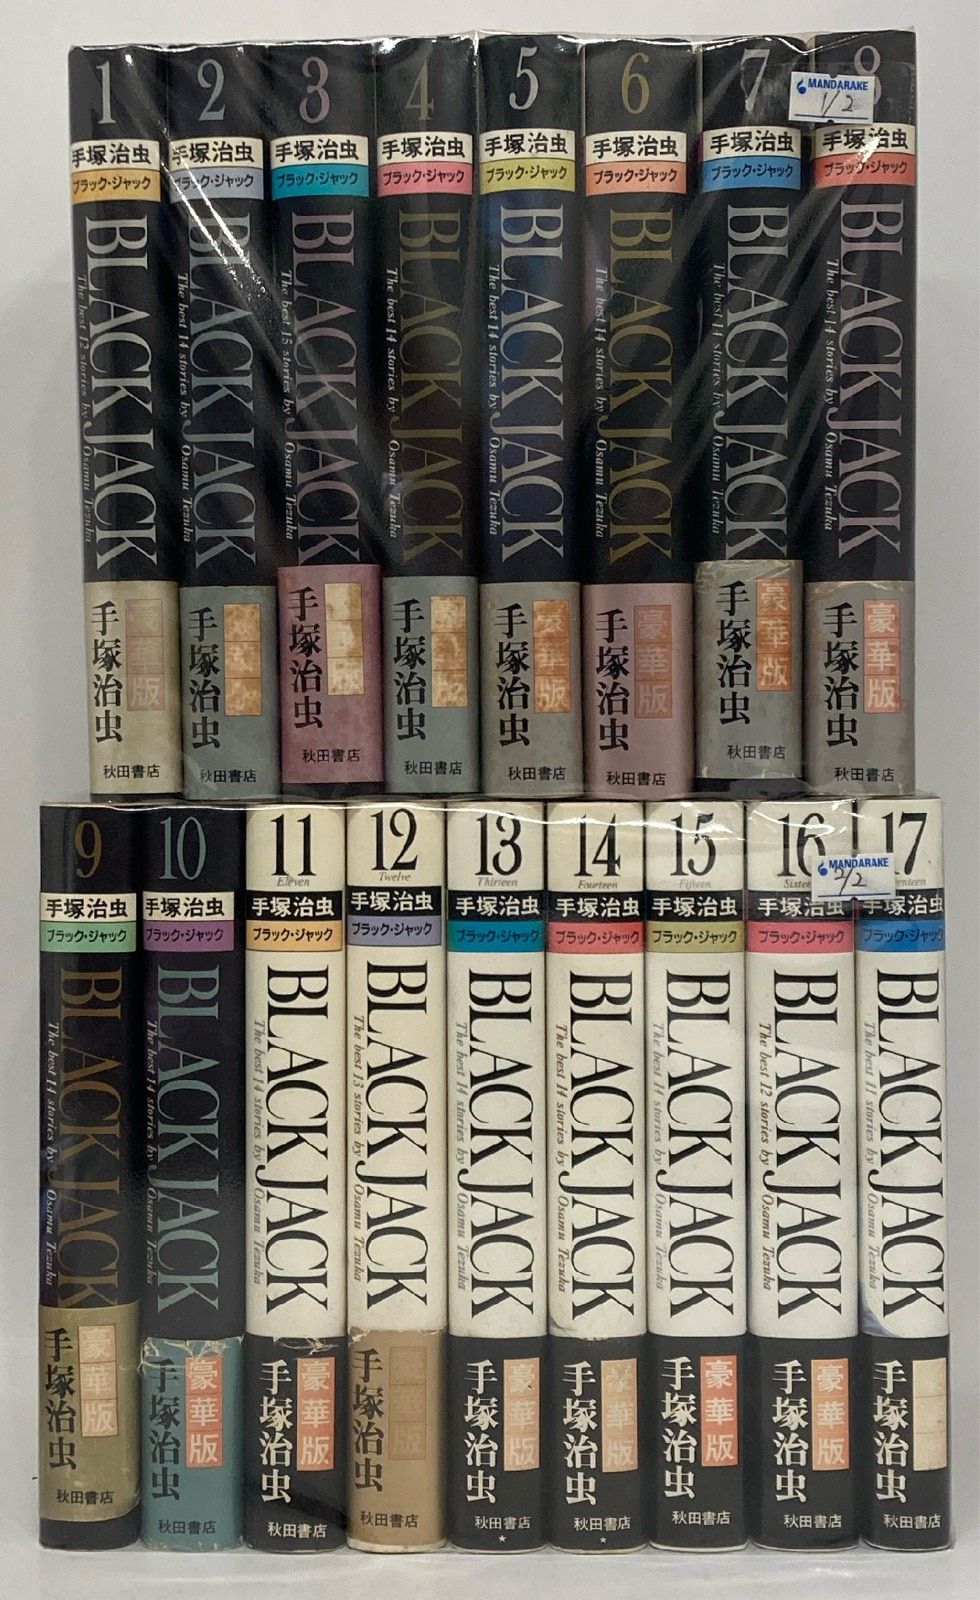 1
手塚治虫
ブラック・ジャック
BLACK JACK
The best 12 stories by Osamu Tezuka
手塚治虫
版
2
手塚治虫
ブラック・ジャック
BLACK JACK
The best 14 stories by Osamu Tezuka
手塚治虫
秋田書店
3
手塚治虫
ブラック・ジャック
BLACK JACK
The best 15 stories by Osamu Tezuka
手塚治虫
秋田書店
4
手塚治虫
ブラック・ジャック
BLACK JACK
The best 14 stories by Osamu Tezuka
手塚治虫
版
秋田書店
5
手塚治虫
ブラック・ジャック
BLACK JACK
The best 14 stories by Osamu Tezuka
手塚治虫
版
秋田書店
6
手塚治虫
ブラック・ジャック
BLACK JACK
The best 14 stories by Osamu Tezuka
手塚治虫
豪華版
秋田書店
7
手塚治虫
ブラック・ジャック
BLACK JACK
The best 14 stories by Osamu Tezuka
手塚治虫
豪華版
秋田書店
8
手塚治虫
ブラック・ジャック
BLACK JACK
The best 14 stories by Osamu Tezuka
手塚治虫
豪華版
秋田書店
MANDARAKE
1/2
9
手塚治虫
ブラック・ジャック
BLACK JACK
The best 14 stories by Osamu Tezuka
手塚治虫
豪華版
秋田書店
10
手塚治虫
ブラック・ジャック
BLACK JACK
The best 14 stories by Osamu Tezuka
手塚治虫
豪華版
秋田書店
11
Eleven
手塚治虫
ブラック・ジャック
BLACK JACK
The best 14 stories by Osamu Tezuka
手塚治虫
豪華版
秋田書店
12
Twelve
手塚治虫
ブラック・ジャック
BLACK JACK
The best 13 stories by Osamu Tezuka
手塚治虫
版
秋田書店
13
Thirteen
手塚治虫
ブラック・ジャック
BLACK JACK
The best 14 stories by Osamu Tezuka
手塚治虫
豪華版
秋田書店
14
Fourteen
手塚治虫
ブラック・ジャック
BLACK JACK
The best 14 stories by Osamu Tezuka
手塚治虫
華版
秋田書店
15
Fifteen
手塚治虫
ブラック・ジャック
BLACK JACK
The best 14 stories by Osamu Tezuka
手塚治虫
豪華版
秋田書店
16
手塚治虫
ブラック・ジャック
BLACK JACK
The best 12 stories by Osamu Tezuka
手塚治虫
豪華版
秋田書店
17
手塚治虫
ブラック・ジャック
BLACK JACK
The best 11 stories by Osamu Tezuka
手塚治虫
秋田書店
MANDARAKE
2/2